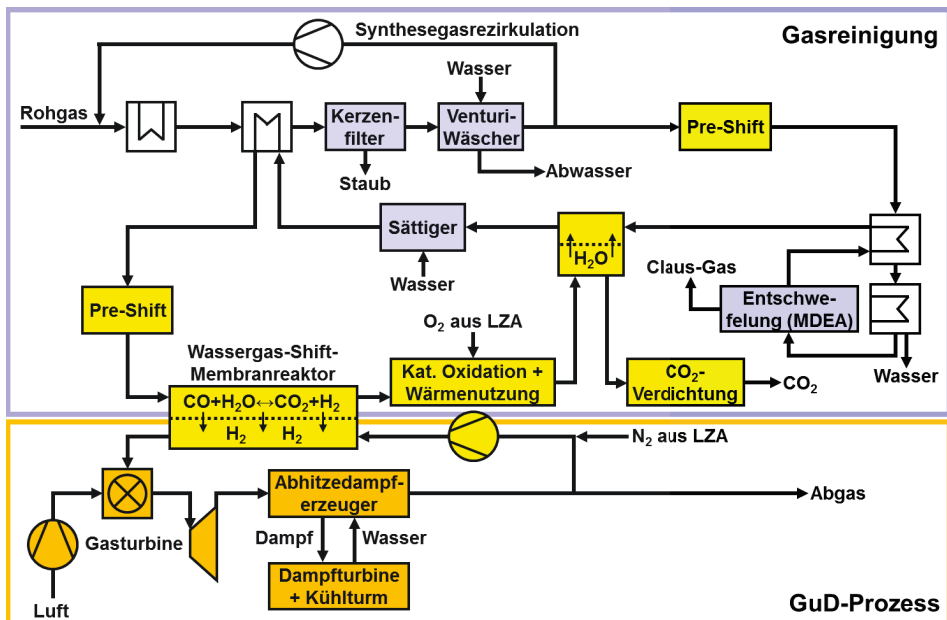 Synthesegasrezirkulation
Gasreinigung
Rohgas
Kerzen-
filter
Staub
Wasser
Venturi-
Wäscher
Abwasser
Pre-Shift
Sättiger
Wasser
H₂O
Claus-Gas
Entschwe-
felung (MDEA)
Wasser
Pre-Shift
O₂ aus LZA
Kat. Oxidation +
Wärmenutzung
CO₂-
Verdichtung
CO₂
Wassergas-Shift-
Membranreaktor
CO+H₂O↔CO₂+H₂
H₂ H₂
N₂ aus LZA
Abhitzedampf-
erzeuger
Abgas
Gasturbine
Dampf
Wasser
Dampfturbine
+ Kühlturm
Luft
GuD-Prozess